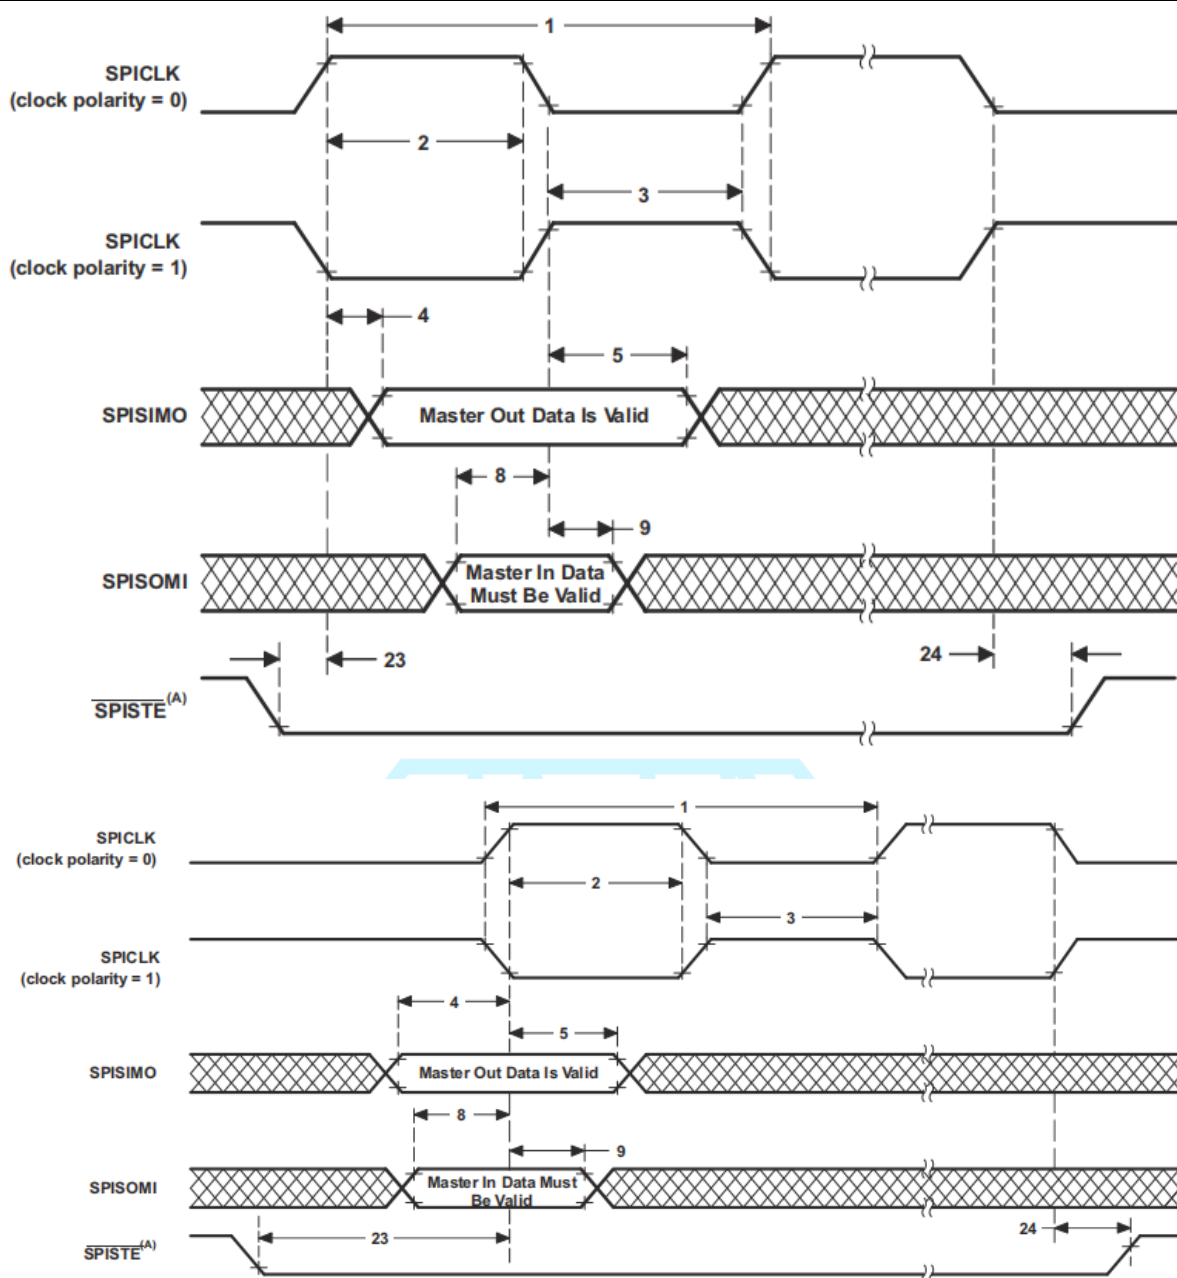 1
SPICLK
(clock polarity = 0)
2
3
SPICLK
(clock polarity = 1)
4
5
SPISIMO
Master Out Data Is Valid
8
9
SPISOMI
Master In Data
Must Be Valid
23
24
SPISTE(A)
1
SPICLK
(clock polarity = 0)
2
3
SPICLK
(clock polarity = 1)
4
5
SPISIMO
Master Out Data Is Valid
8
9
SPISOMI
Master In Data Must
Be Valid
23
24
SPISTE(A)